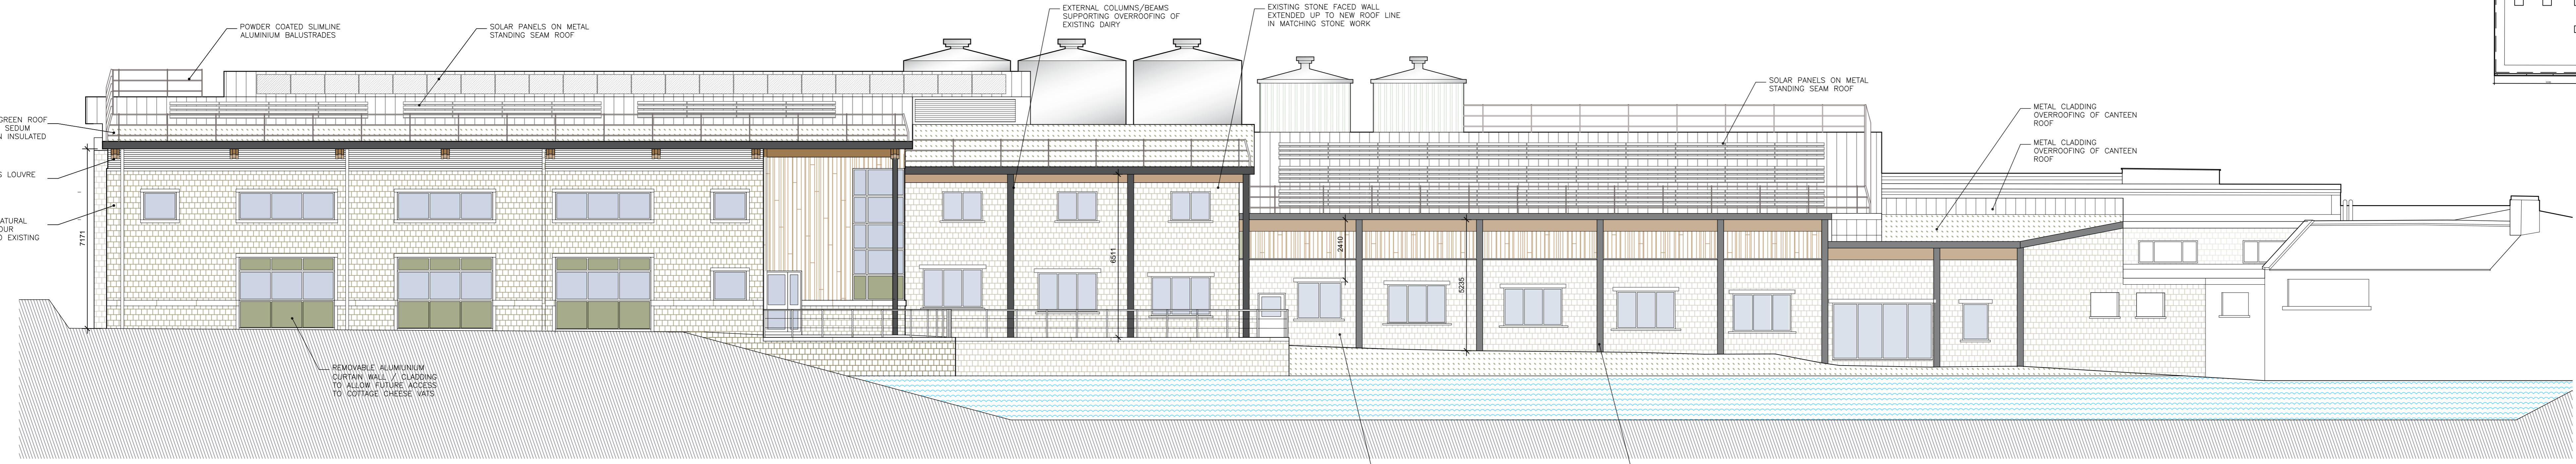 POWDER COATED SLIMLINE
ALUMINIUM BALUSTRADES
SOLAR PANELS ON METAL
STANDING SEAM ROOF
EXTERNAL COLUMNS/BEAMS
SUPPORTING OVERROOFING OF
EXISTING DAIRY
EXISTING STONE FACED WALL
EXTENDED UP TO NEW ROOF LINE
IN MATCHING STONE WORK
SOLAR PANELS ON METAL
STANDING SEAM ROOF
METAL CLADDING
OVERROOFING OF CANTEEN
ROOF
METAL CLADDING
OVERROOFING OF CANTEEN
ROOF
GREEN ROOF
SEDUM
INSULATED
LOUVRE
EXISTING
7171
6511
2410
5235
REMOVABLE ALUMIUNIUM
CURTAIN WALL / CLADDING
TO ALLOW FUTURE ACCESS
TO COTTAGE CHEESE VATS